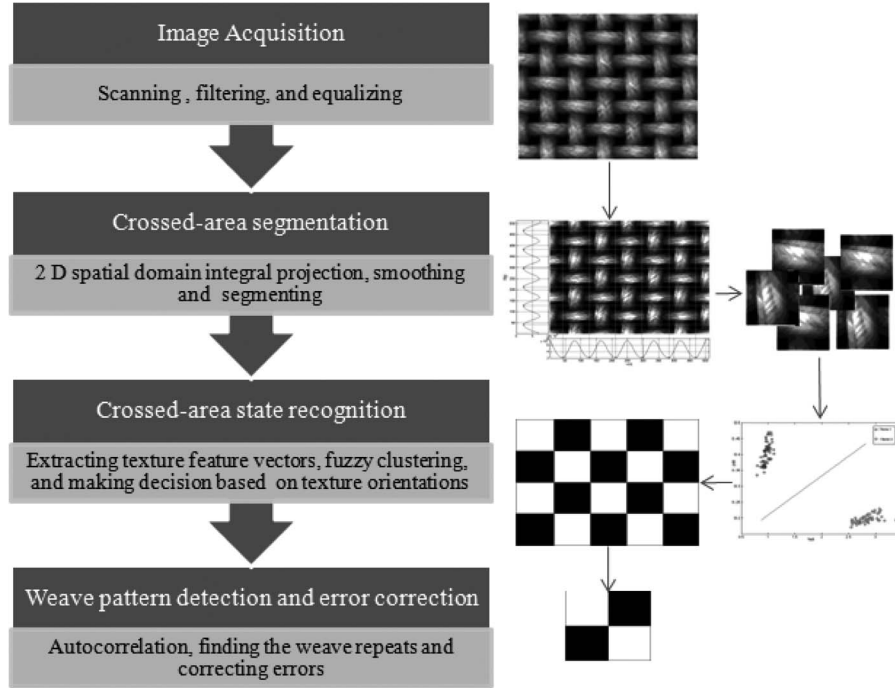 Image Acquisition
Scanning , filtering, and equalizing
Crossed-area segmentation
2 D spatial domain integral projection, smoothing
and segmenting
Crossed-area state recognition
Extracting texture feature vectors, fuzzy clustering,
and making decision based on texture orientations
Weave pattern detection and error correction
Autocorrelation, finding the weave repeats and
correcting errors